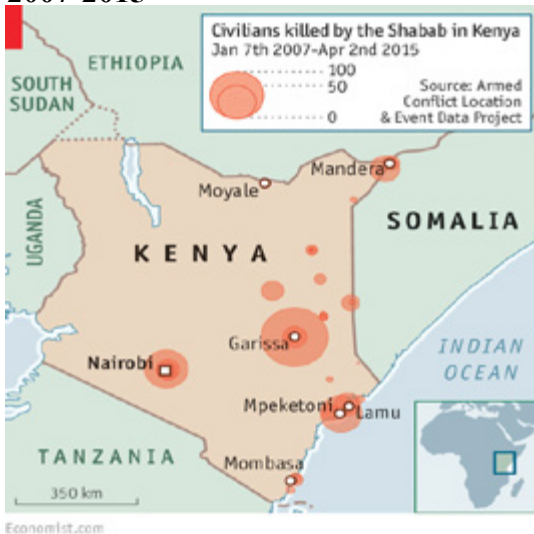 2007-2015
Civilians killed by the Shabab in Kenya
Jan 7th 2007-Apr 2nd 2015
100
50
0
Source: Armed
Conflict Location
& Event Data Project
ETHIOPIA
SOUTH
SUDAN
Mandera
Moyale
UGANDA
SOMALIA
KENYA
Garissa
Nairobi
INDIAN
OCEAN
Mpeketoni
Lamu
TANZANIA
Mombasa
350 km
Economist.com